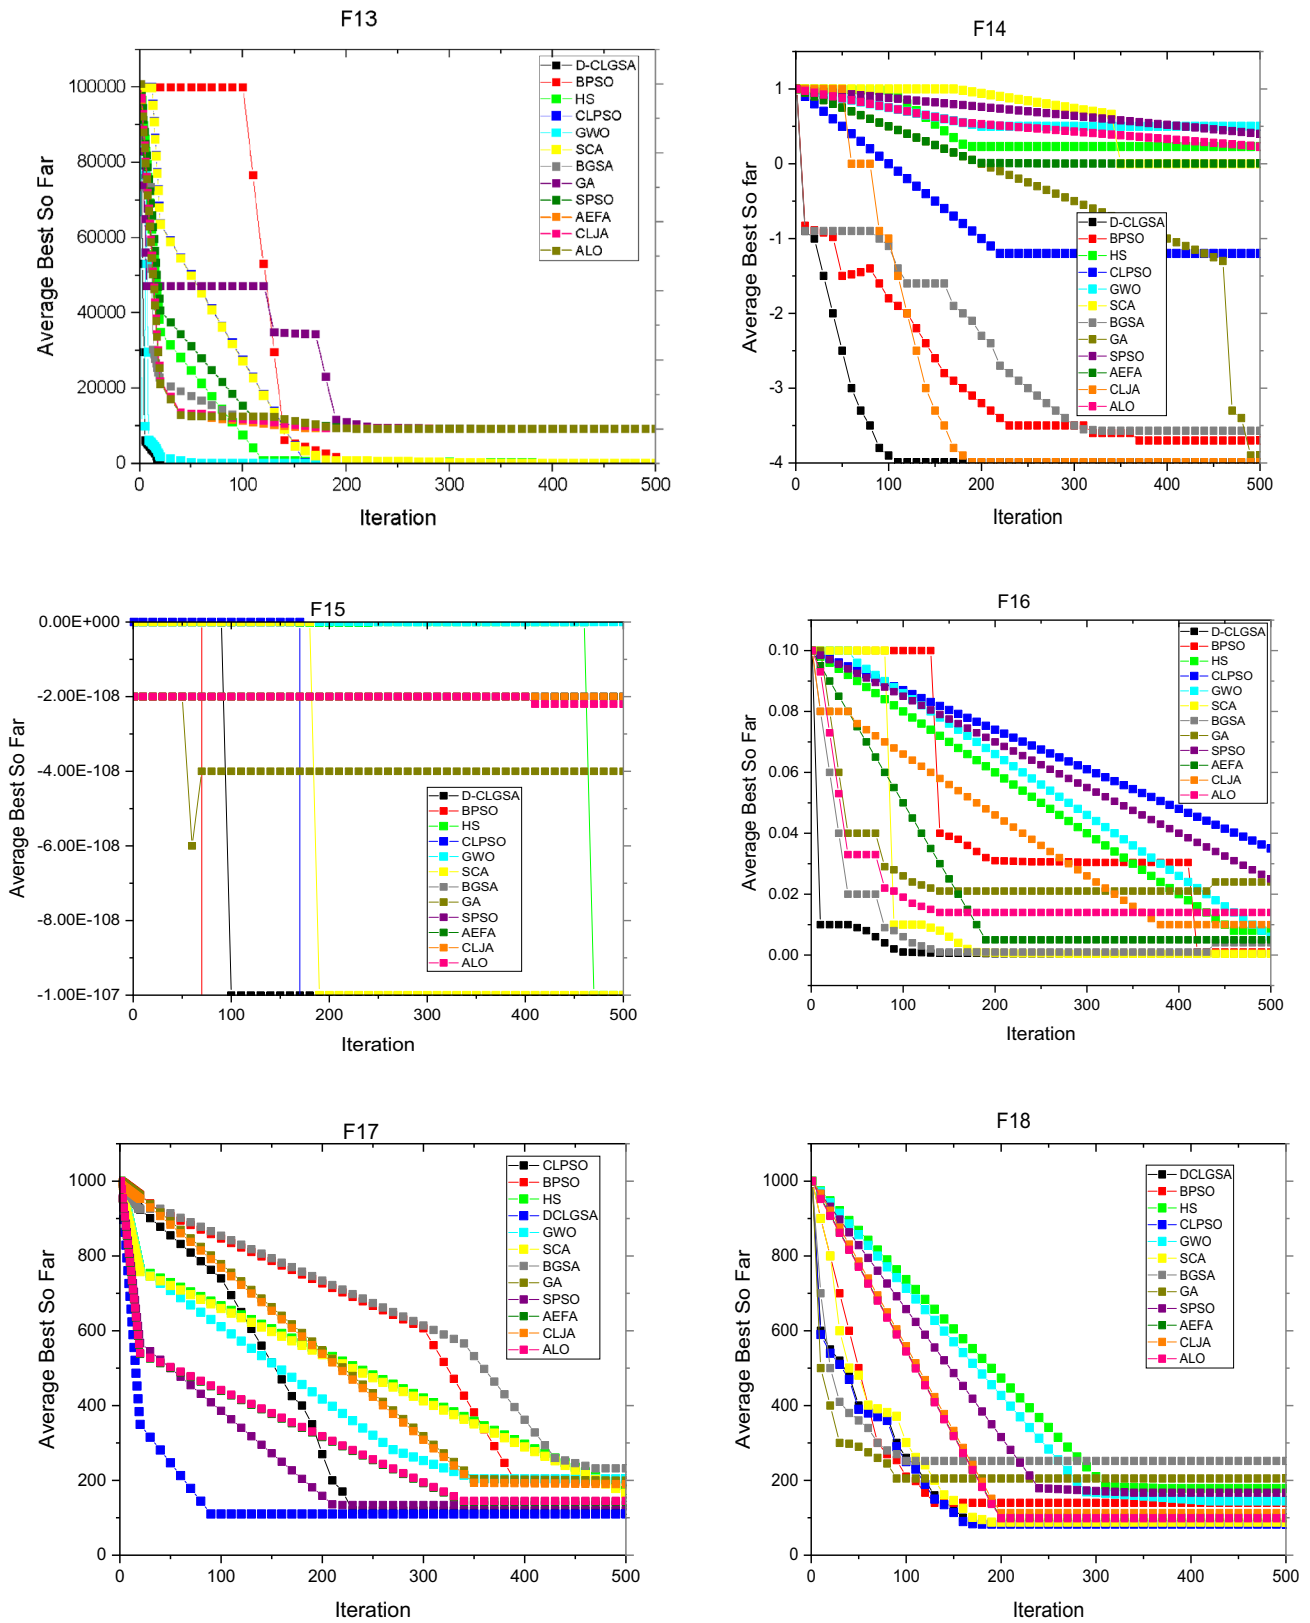 F13
Average Best So Far
100000
80000
60000
40000
20000
0
0 100 200 300 400 500
Iteration
D-CLGSA
BPSO
HS
CLPSO
GWO
SCA
BGSA
GA
SPSO
AEFA
CLJA
ALO
F14
Average Best So far
1
0
-1
-2
-3
-4
0 100 200 300 400 500
Iteration
D-CLGSA
BPSO
HS
CLPSO
GWO
SCA
BGSA
GA
SPSO
AEFA
CLJA
ALO
F15
Average Best So Far
0.00E+000
-2.00E-108
-4.00E-108
-6.00E-108
-8.00E-108
-1.00E-107
0 100 200 300 400 500
Iteration
D-CLGSA
BPSO
HS
CLPSO
GWO
SCA
BGSA
GA
SPSO
AEFA
CLJA
ALO
F16
Average Best So Far
0.10
0.08
0.06
0.04
0.02
0.00
0 100 200 300 400 500
Iteration
D-CLGSA
BPSO
HS
CLPSO
GWO
SCA
BGSA
GA
SPSO
AEFA
CLJA
ALO
F17
Average Best So Far
1000
800
600
400
200
0
0 100 200 300 400 500
Iteration
CLPSO
BPSO
HS
DCLGSA
GWO
SCA
BGSA
GA
SPSO
AEFA
CLJA
ALO
F18
Average Best So Far
1000
800
600
400
200
0
0 100 200 300 400 500
Iteration
DCLGSA
BPSO
HS
CLPSO
GWO
SCA
BGSA
GA
SPSO
AEFA
CLJA
ALO